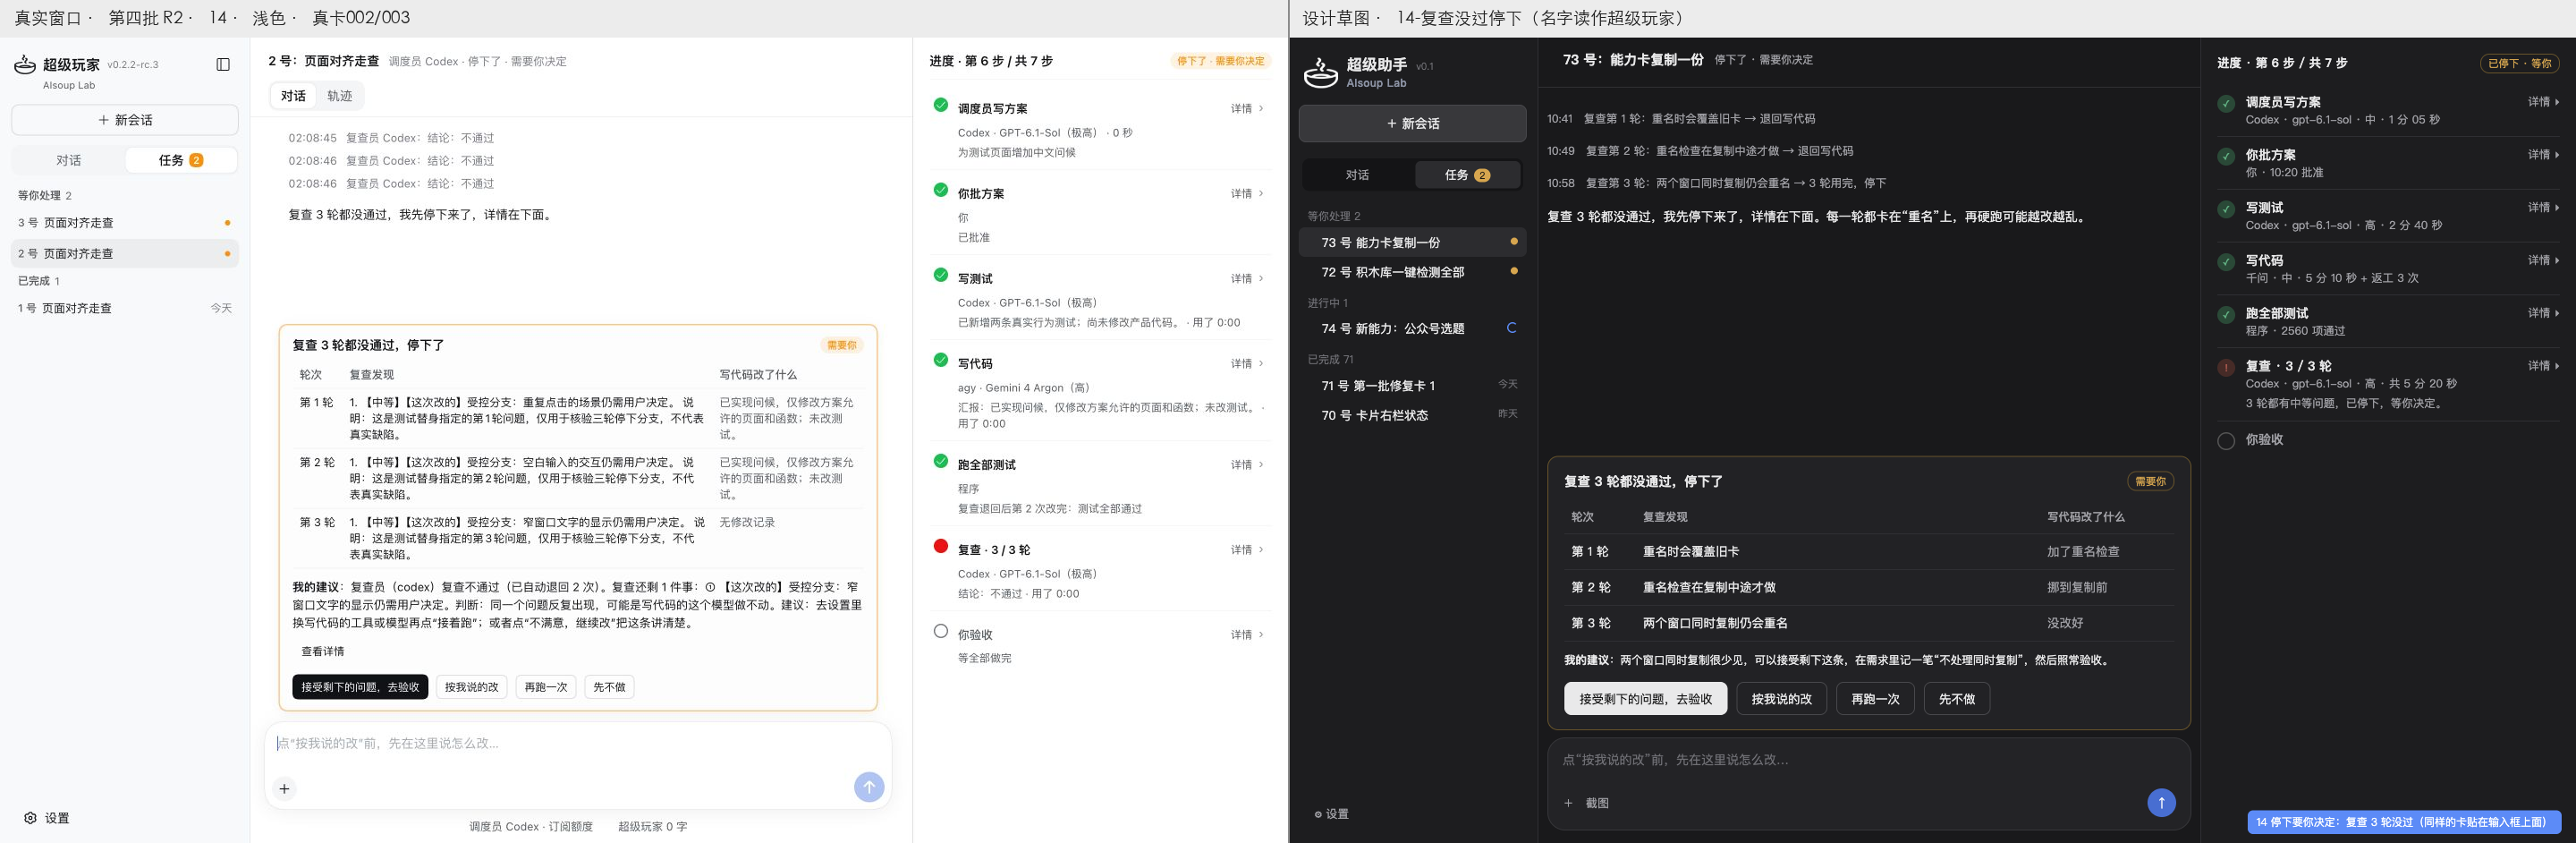 真实窗口 · 第四批 R2 · 14 · 浅色 · 真卡002/003
超级玩家 v0.2.2-rc.3
AIsoup Lab
+ 新会话
对话 任务 2
等你处理 2
3 号 页面对齐走查
2 号 页面对齐走查
已完成 1
1 号 页面对齐走查 今天
设置
2 号：页面对齐走查 调度员 Codex · 停下了 · 需要你决定
对话 轨迹
02:08:45 复查员 Codex：结论：不通过
02:08:46 复查员 Codex：结论：不通过
02:08:46 复查员 Codex：结论：不通过
复查 3 轮都没通过，我先停下来了，详情在下面。
复查 3 轮都没通过，停下了 需要你
轮次 复查发现 写代码改了什么
第 1 轮 1. 【中等】【这次改的】受控分支：重复点击的场景仍需用户决定。 说明：这是测试替身指定的第1轮问题，仅用于核验三轮停下分支，不代表真实缺陷。 已实现问候，仅修改方案允许的页面和函数；未改测试。
第 2 轮 1. 【中等】【这次改的】受控分支：空白输入的交互仍需用户决定。 说明：这是测试替身指定的第2轮问题，仅用于核验三轮停下分支，不代表真实缺陷。 已实现问候，仅修改方案允许的页面和函数；未改测试。
第 3 轮 1. 【中等】【这次改的】受控分支：窄窗口文字的显示仍需用户决定。 说明：这是测试替身指定的第3轮问题，仅用于核验三轮停下分支，不代表真实缺陷。 无修改记录
我的建议：复查员（codex）复查不通过（已自动退回 2 次）。复查还剩 1 件事：① 【这次改的】受控分支：窄
窗口文字的显示仍需用户决定。判断：同一个问题反复出现，可能是写代码的这个模型做不动。建议：去设置里
换写代码的工具或模型再点“接着跑”；或者点“不满意，继续改”把这条讲清楚。
查看详情
接受剩下的问题，去验收 按我说的改 再跑一次 先不做
点“按我说的改”前，先在这里说怎么改...
+
调度员 Codex · 订阅额度 超级玩家 0 字
进度 · 第 6 步 / 共 7 步 停下了 · 需要你决定
调度员写方案 详情 ›
Codex · GPT-6.1-Sol（极高） · 0 秒
为测试页面增加中文问候
你批方案 详情 ›
你
已批准
写测试 详情 ›
Codex · GPT-6.1-Sol（极高）
已新增两条真实行为测试；尚未修改产品代码。 · 用了 0:00
写代码 详情 ›
agy · Gemini 4 Argon（高）
汇报：已实现问候，仅修改方案允许的页面和函数；未改测试。 ·
用了 0:00
跑全部测试 详情 ›
程序
复查退回后第 2 次改完：测试全部通过
复查 · 3 / 3 轮 详情 ›
Codex · GPT-6.1-Sol（极高）
结论：不通过 · 用了 0:00
你验收 详情 ›
等全部做完
设计草图 · 14-复查没过停下（名字读作超级玩家）
超级助手 v0.1
AIsoup Lab
+ 新会话
对话 任务 2
等你处理 2
73 号 能力卡复制一份
72 号 积木库一键检测全部
进行中 1
74 号 新能力：公众号选题
已完成 71
71 号 第一批修复卡 1 今天
70 号 卡片右栏状态 昨天
设置
73 号：能力卡复制一份 停下了 · 需要你决定
10:41 复查第 1 轮：重名时会覆盖旧卡 → 退回写代码
10:49 复查第 2 轮：重名检查在复制中途才做 → 退回写代码
10:58 复查第 3 轮：两个窗口同时复制仍会重名 → 3 轮用完，停下
复查 3 轮都没通过，我先停下来了，详情在下面。每一轮都卡在“重名”上，再硬跑可能越改越乱。
复查 3 轮都没通过，停下了 需要你
轮次 复查发现 写代码改了什么
第 1 轮 重名时会覆盖旧卡 加了重名检查
第 2 轮 重名检查在复制中途才做 挪到复制前
第 3 轮 两个窗口同时复制仍会重名 没改好
我的建议：两个窗口同时复制很少见，可以接受剩下这条，在需求里记一笔“不处理同时复制”，然后照常验收。
接受剩下的问题，去验收 按我说的改 再跑一次 先不做
点“按我说的改”前，先在这里说怎么改...
+ 截图
进度 · 第 6 步 / 共 7 步 已停下 · 等你
调度员写方案 详情
Codex · gpt-6.1-sol · 中 · 1 分 05 秒
你批方案 详情
你 · 10:20 批准
写测试 详情
Codex · gpt-6.1-sol · 高 · 2 分 40 秒
写代码 详情
千问 · 中 · 5 分 10 秒 + 返工 3 次
跑全部测试 详情
程序 · 2560 项通过
复查 · 3 / 3 轮 详情
Codex · gpt-6.1-sol · 高 · 共 5 分 20 秒
3 轮都有中等问题，已停下，等你决定。
你验收
14 停下要你决定：复查 3 轮没过（同样的卡贴在输入框上面）